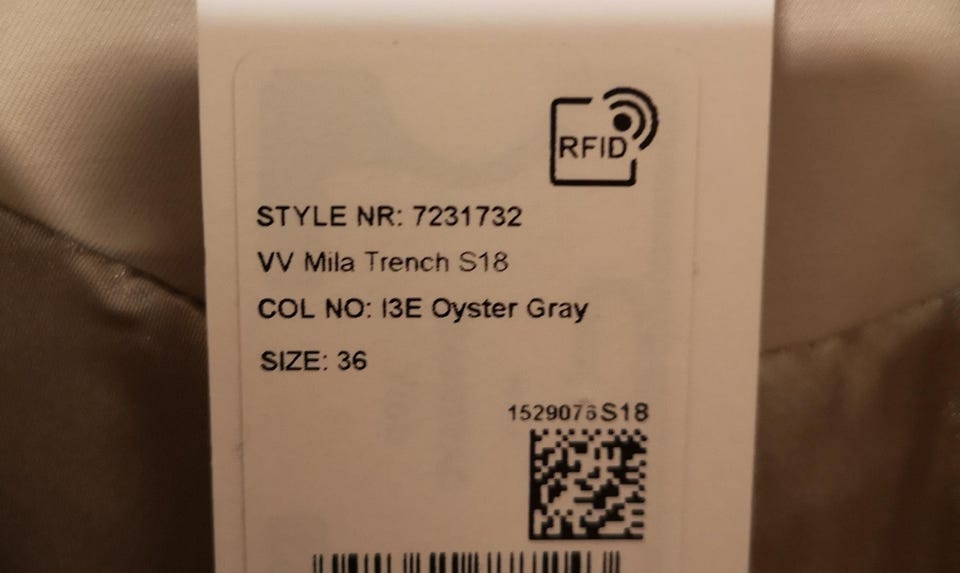 RFID
STYLE NR: 7231732
VV Mila Trench S18
COL NO: I3E Oyster Gray
SIZE: 36
1529076S18